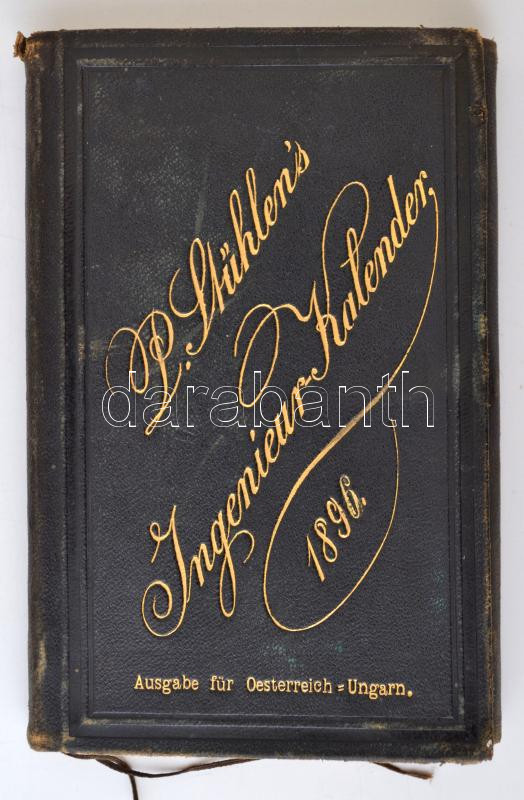 P. Stühlen's
Ingenieur-Kalender,
1896.
Ausgabe für Oesterreich=Ungarn.
darabanth